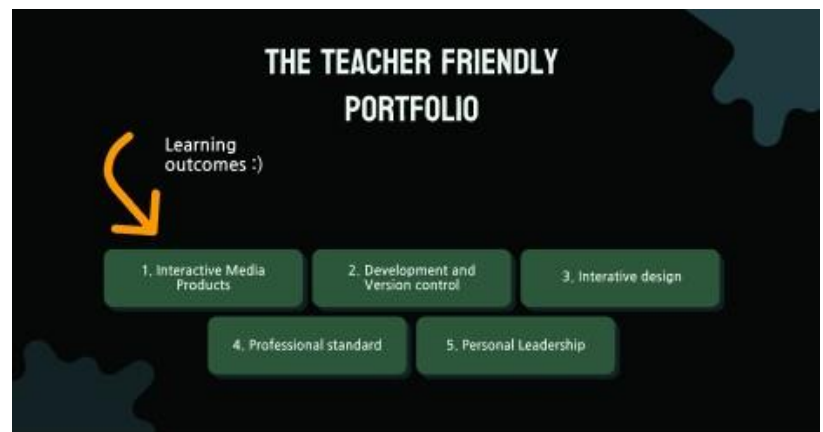 THE TEACHER FRIENDLY
PORTFOLIO
Learning
outcomes :)
1. Interactive Media
Products
2. Development and
Version control
3. Interative design
4. Professional standard
5. Personal Leadership